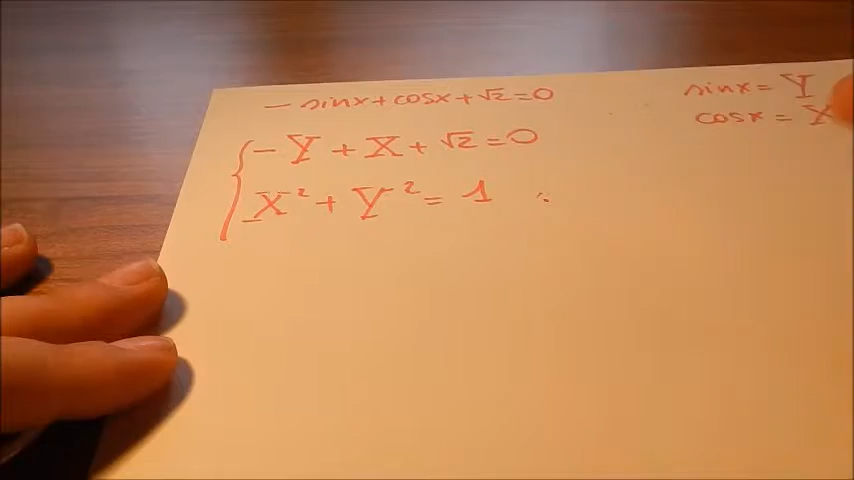 - sinx + cosx + √2 = 0
sinx = Y
cosx = X
{ - Y + X + √2 = 0
X² + Y² = 1